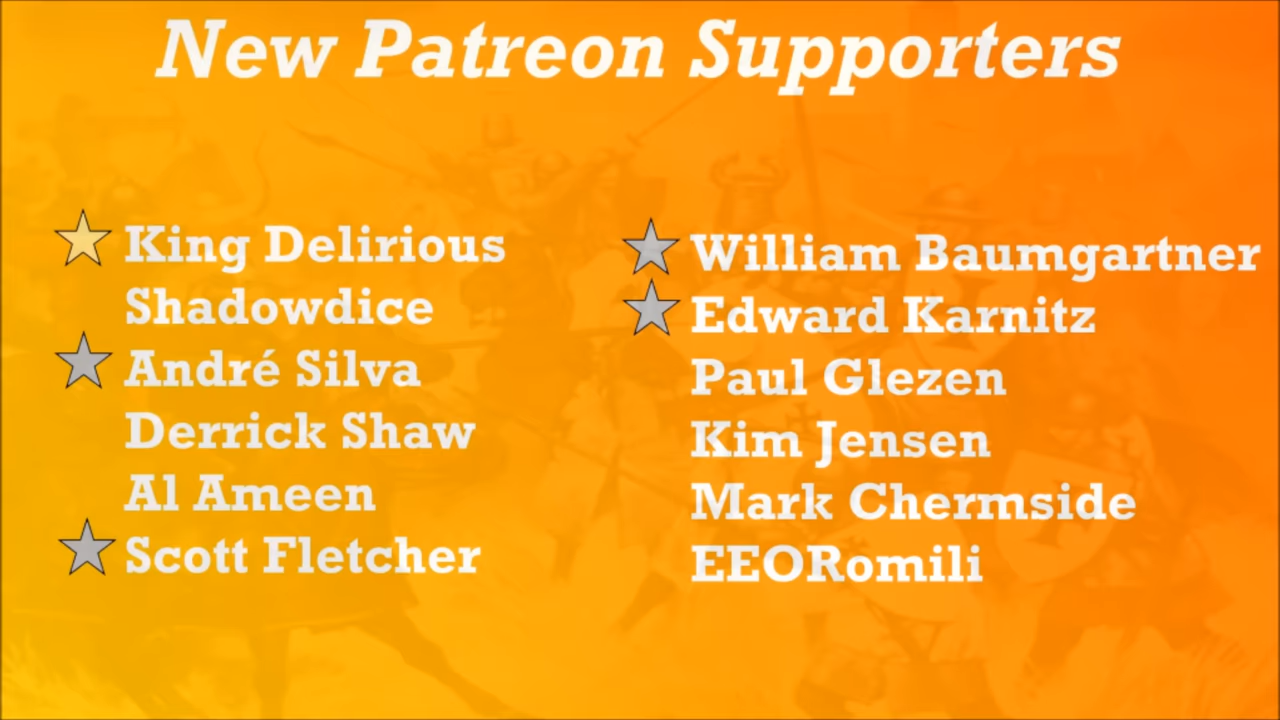 New Patreon Supporters
King Delirious
Shadowdice
André Silva
Derrick Shaw
Al Ameen
Scott Fletcher
William Baumgartner
Edward Karnitz
Paul Glezen
Kim Jensen
Mark Chermside
EEORomili